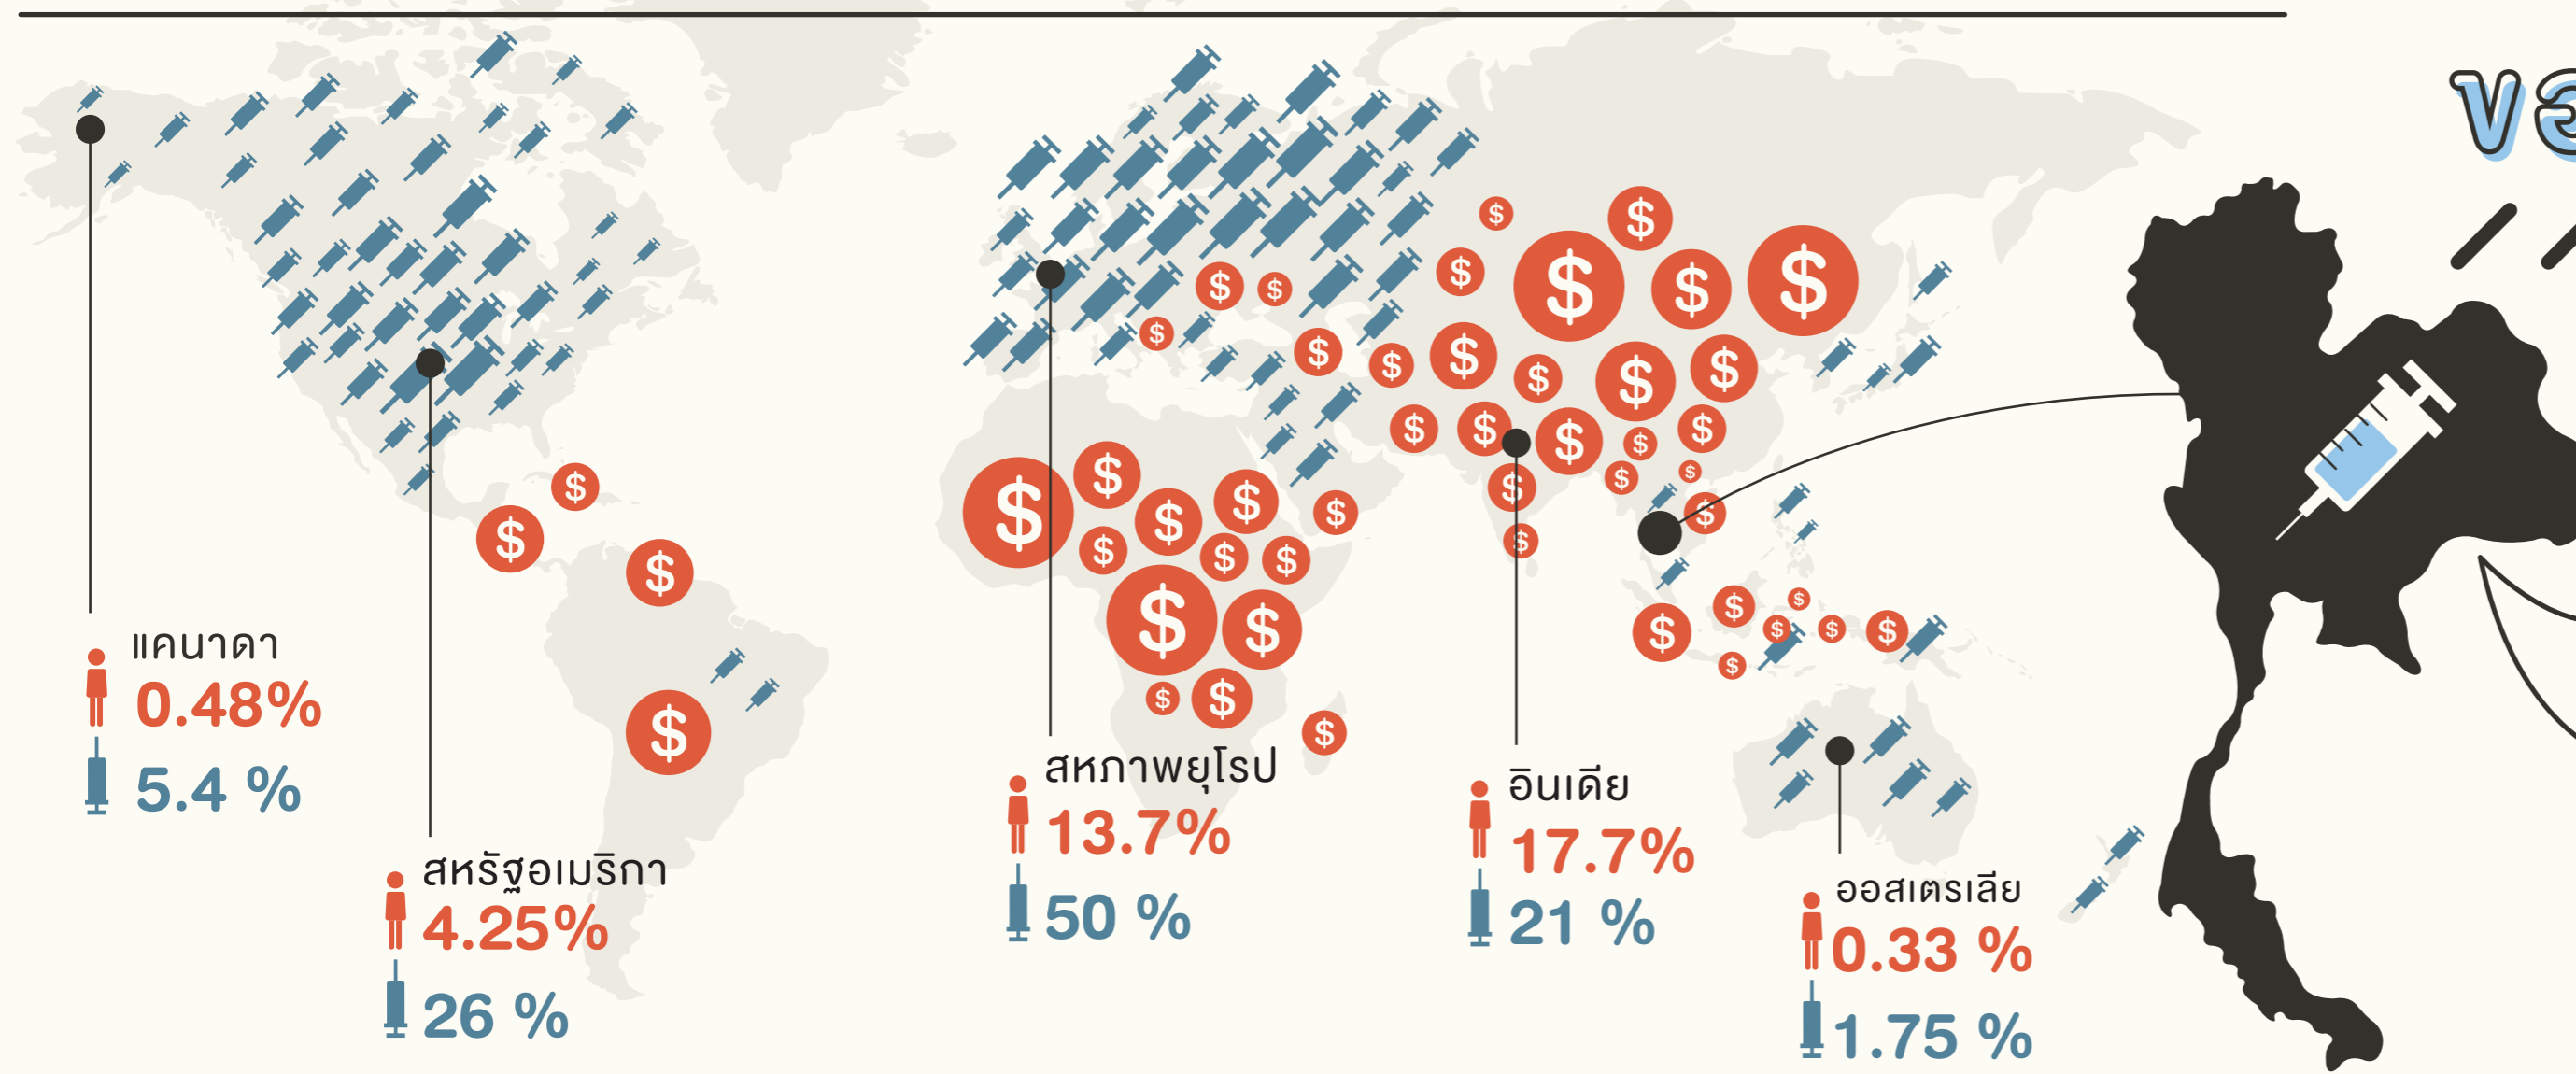 แคนาดา
0.48%
5.4 %
สหรัฐอเมริกา
4.25%
26 %
สหภาพยุโรป
13.7%
50 %
อินเดีย
17.7%
21 %
ออสเตรเลีย
0.33 %
1.75 %